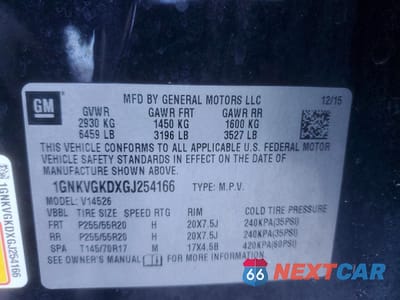 GM
MFD BY GENERAL MOTORS LLC 12/15
GVWR GAWR FRT GAWR RR
2930 KG 1450 KG 1600 KG
6459 LB 3196 LB 3527 LB
THIS VEHICLE CONFORMS TO ALL APPLICABLE U.S. FEDERAL MOTOR
VEHICLE SAFETY STANDARDS IN EFFECT ON THE DATE OF
MANUFACTURE SHOWN ABOVE.
1GNKVGKDXGJ254166 TYPE: M.P.V.
MODEL: V14526
VBBL TIRE SIZE SPEED RTG RIM COLD TIRE PRESSURE
FRT P255/55R20 H 20X7.5J 240KPA(35PSI)
RR P255/55R20 H 20X7.5J 240KPA(35PSI)
SPA T145/70R17 M 17X4.5B 420KPA(60PSI)
SEE OWNER'S MANUAL
1GNKVGKDXGJ254166
66 NEXTCAR